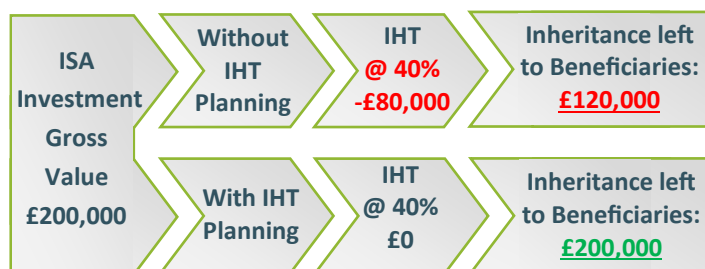 ISA
Investment
Gross
Value
£200,000
Without
IHT
Planning
IHT
@ 40%
-£80,000
Inheritance left
to Beneficiaries:
£120,000
With IHT
Planning
IHT
@ 40%
£0
Inheritance left
to Beneficiaries:
£200,000